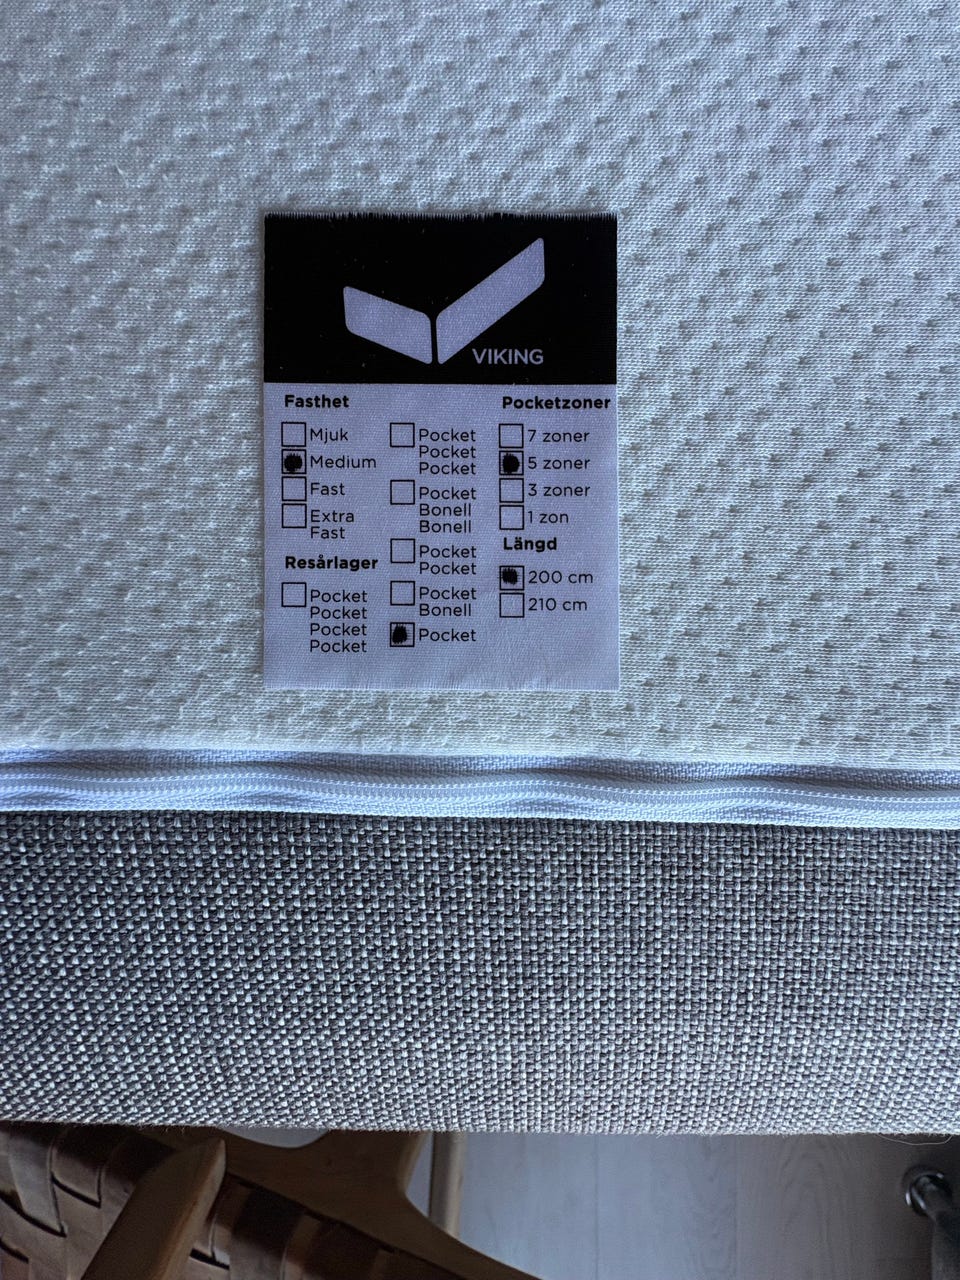 VIKING
Fasthet
Mjuk
Medium
Fast
Extra
Fast
Resårlager
Pocket
Pocket
Pocket
Pocket
Pocket
Pocket
Pocket
Pocket
Bonell
Bonell
Pocket
Pocket
Pocket
Bonell
Pocket
Pocketzoner
7 zoner
5 zoner
3 zoner
1 zon
Längd
200 cm
210 cm